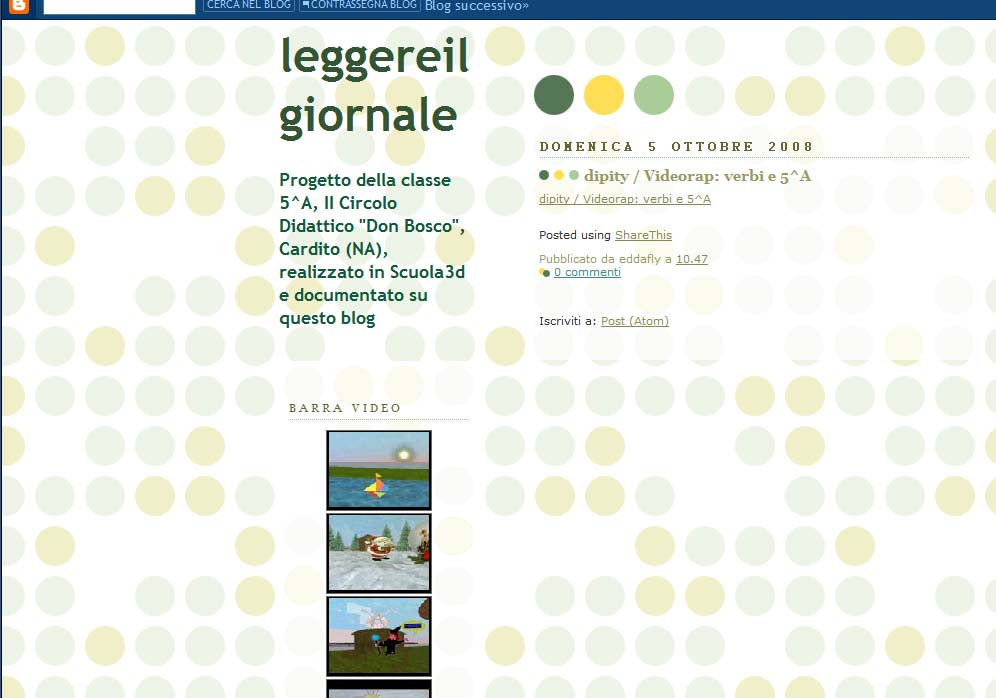 CERCA NEL BLOG CONTRASSEGNA BLOG Blog successivo»
leggereil
giornale
Progetto della classe
5^A, II Circolo
Didattico "Don Bosco",
Cardito (NA),
realizzato in Scuola3d
e documentato su
questo blog
BARRA VIDEO
DOMENICA 5 OTTOBRE 2008
dipity / Videorap: verbi e 5^A
dipity / Videorap: verbi e 5^A
Posted using ShareThis
Pubblicato da eddafly a 10.47
0 commenti
Iscriviti a: Post (Atom)